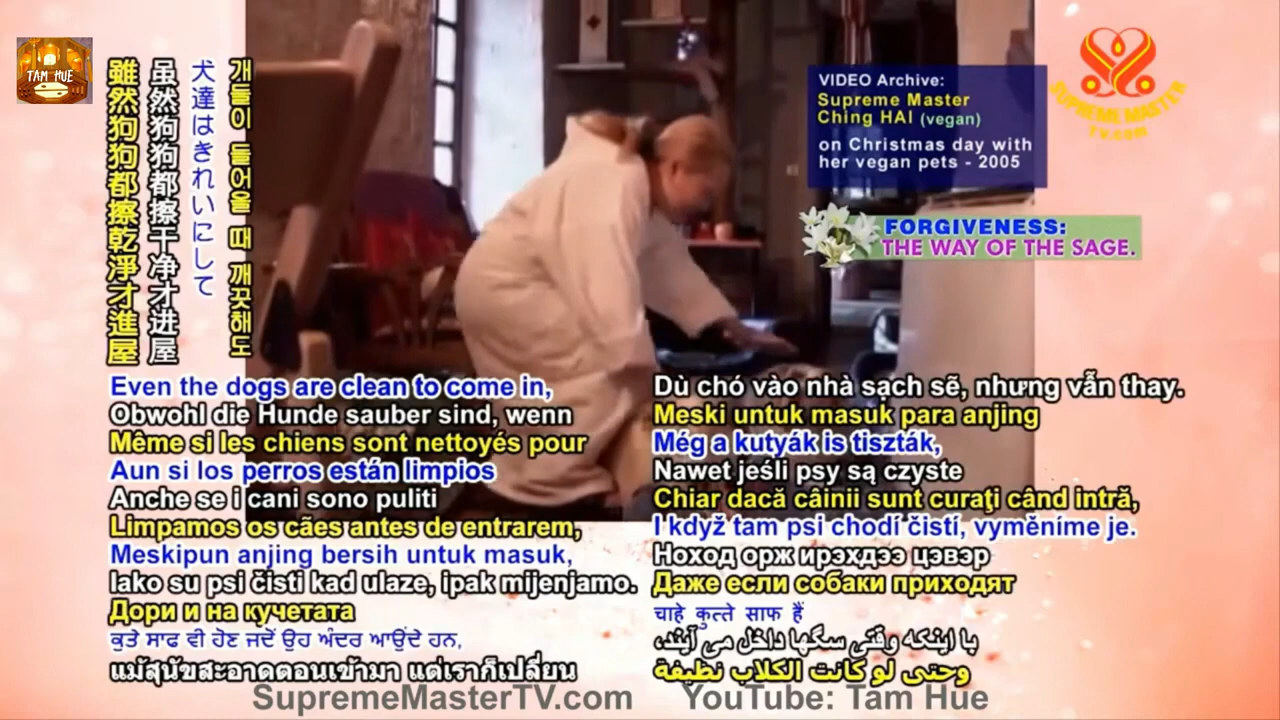 TAM HUE
雖然狗狗都擦乾淨才進屋
虽然狗狗都擦干净才进屋
犬達はきれいにして
개들이 들어올 때 깨끗해도
VIDEO Archive:
Supreme Master
Ching HAI (vegan)
on Christmas day with
her vegan pets - 2005
SUPREME MASTER
TV.COM
FORGIVENESS:
THE WAY OF THE SAGE.
Even the dogs are clean to come in,
Obwohl die Hunde sauber sind, wenn
Même si les chiens sont nettoyés pour
Aun si los perros están limpios
Anche se i cani sono puliti
Limpamos os cães antes de entrarem,
Meskipun anjing bersih untuk masuk,
Iako su psi čisti kad ulaze, ipak mijenjamo.
Дори и на кучетата
ਕੁਤੇ ਸਾਫ ਵੀ ਹੋਣ ਜਦੋਂ ਉਹ ਅੰਦਰ ਆਉਂਦੇ ਹਨ,
แม้สุนัขสะอาดตอนเข้ามา แต่เราก็เปลี่ยน
Dù chó vào nhà sạch sẽ, nhưng vẫn thay.
Meski untuk masuk para anjing
Még a kutyák is tiszták,
Nawet jeśli psy są czyste
Chiar dacă câinii sunt curaţi când intră,
I když tam psi chodí čistí, vyměníme je.
Ноход орж ирэхдээ цэвэр
Даже если собаки приходят
चाहे कुत्ते साफ हैं
با اینکه وقتی سگها داخل می آیند،
وحتى لو كانت الكلاب نظيفة
SupremeMasterTV.com
YouTube: Tam Hue